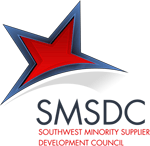 SMSDC
SOUTHWEST MINORITY SUPPLIER
DEVELOPMENT COUNCIL